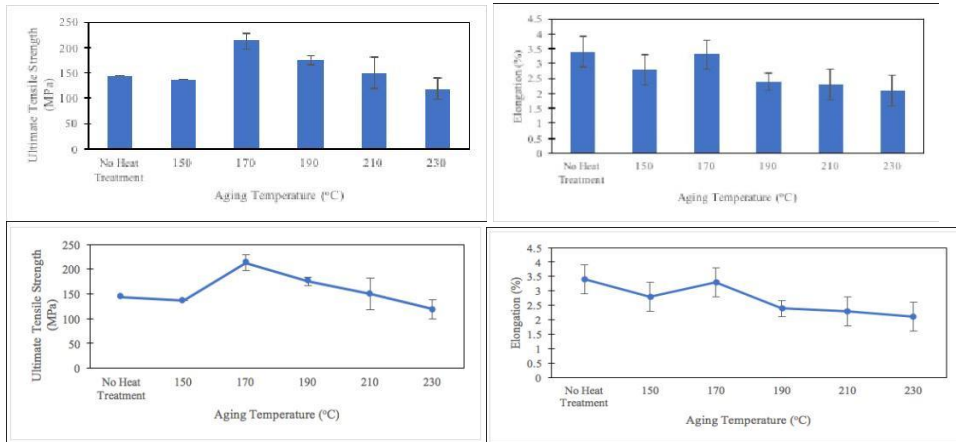 Ultimate Tensile Strength
(MPa)
250
200
150
100
50
0
No Heat
Treatment
150
170
190
210
230
Aging Temperature (°C)
Elongation (%)
4.5
4
3.5
3
2.5
2
1.5
1
0.5
0
No Heat
Treatment
150
170
190
210
230
Aging Temperature (°C)
Ultimate Tensile Strength
(MPa)
250
200
150
100
50
0
No Heat
Treatment
150
170
190
210
230
Aging Temperature (°C)
Elongation (%)
4.5
4
3.5
3
2.5
2
1.5
1
0.5
0
No Heat
Treatment
150
170
190
210
230
Aging Temperature (°C)